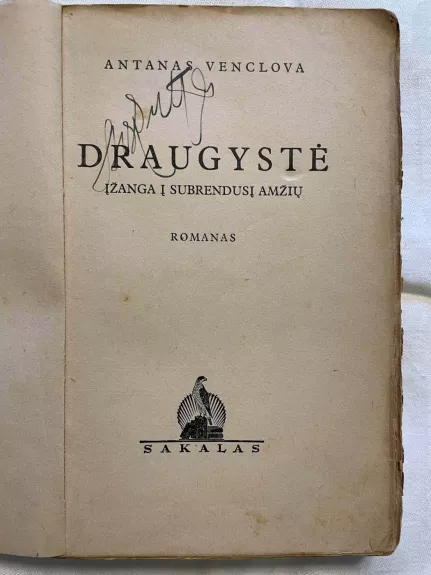 ANTANAS VENCLOVA
DRAUGYSTĖ
ĮŽANGA Į SUBRENDUSĮ AMŽIŲ
ROMANAS
SAKALAS